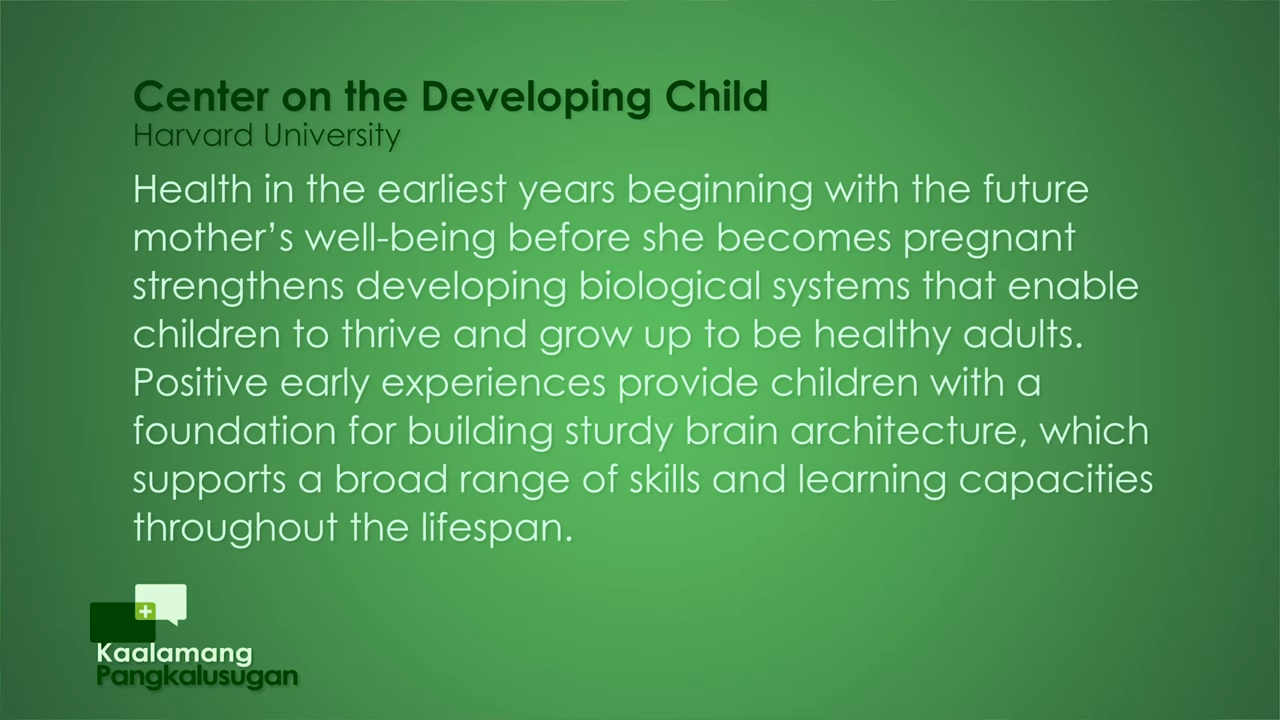 Center on the Developing Child
Harvard University
Health in the earliest years beginning with the future
mother’s well-being before she becomes pregnant
strengthens developing biological systems that enable
children to thrive and grow up to be healthy adults.
Positive early experiences provide children with a
foundation for building sturdy brain architecture, which
supports a broad range of skills and learning capacities
throughout the lifespan.
Kaalamang
Pangkalusugan